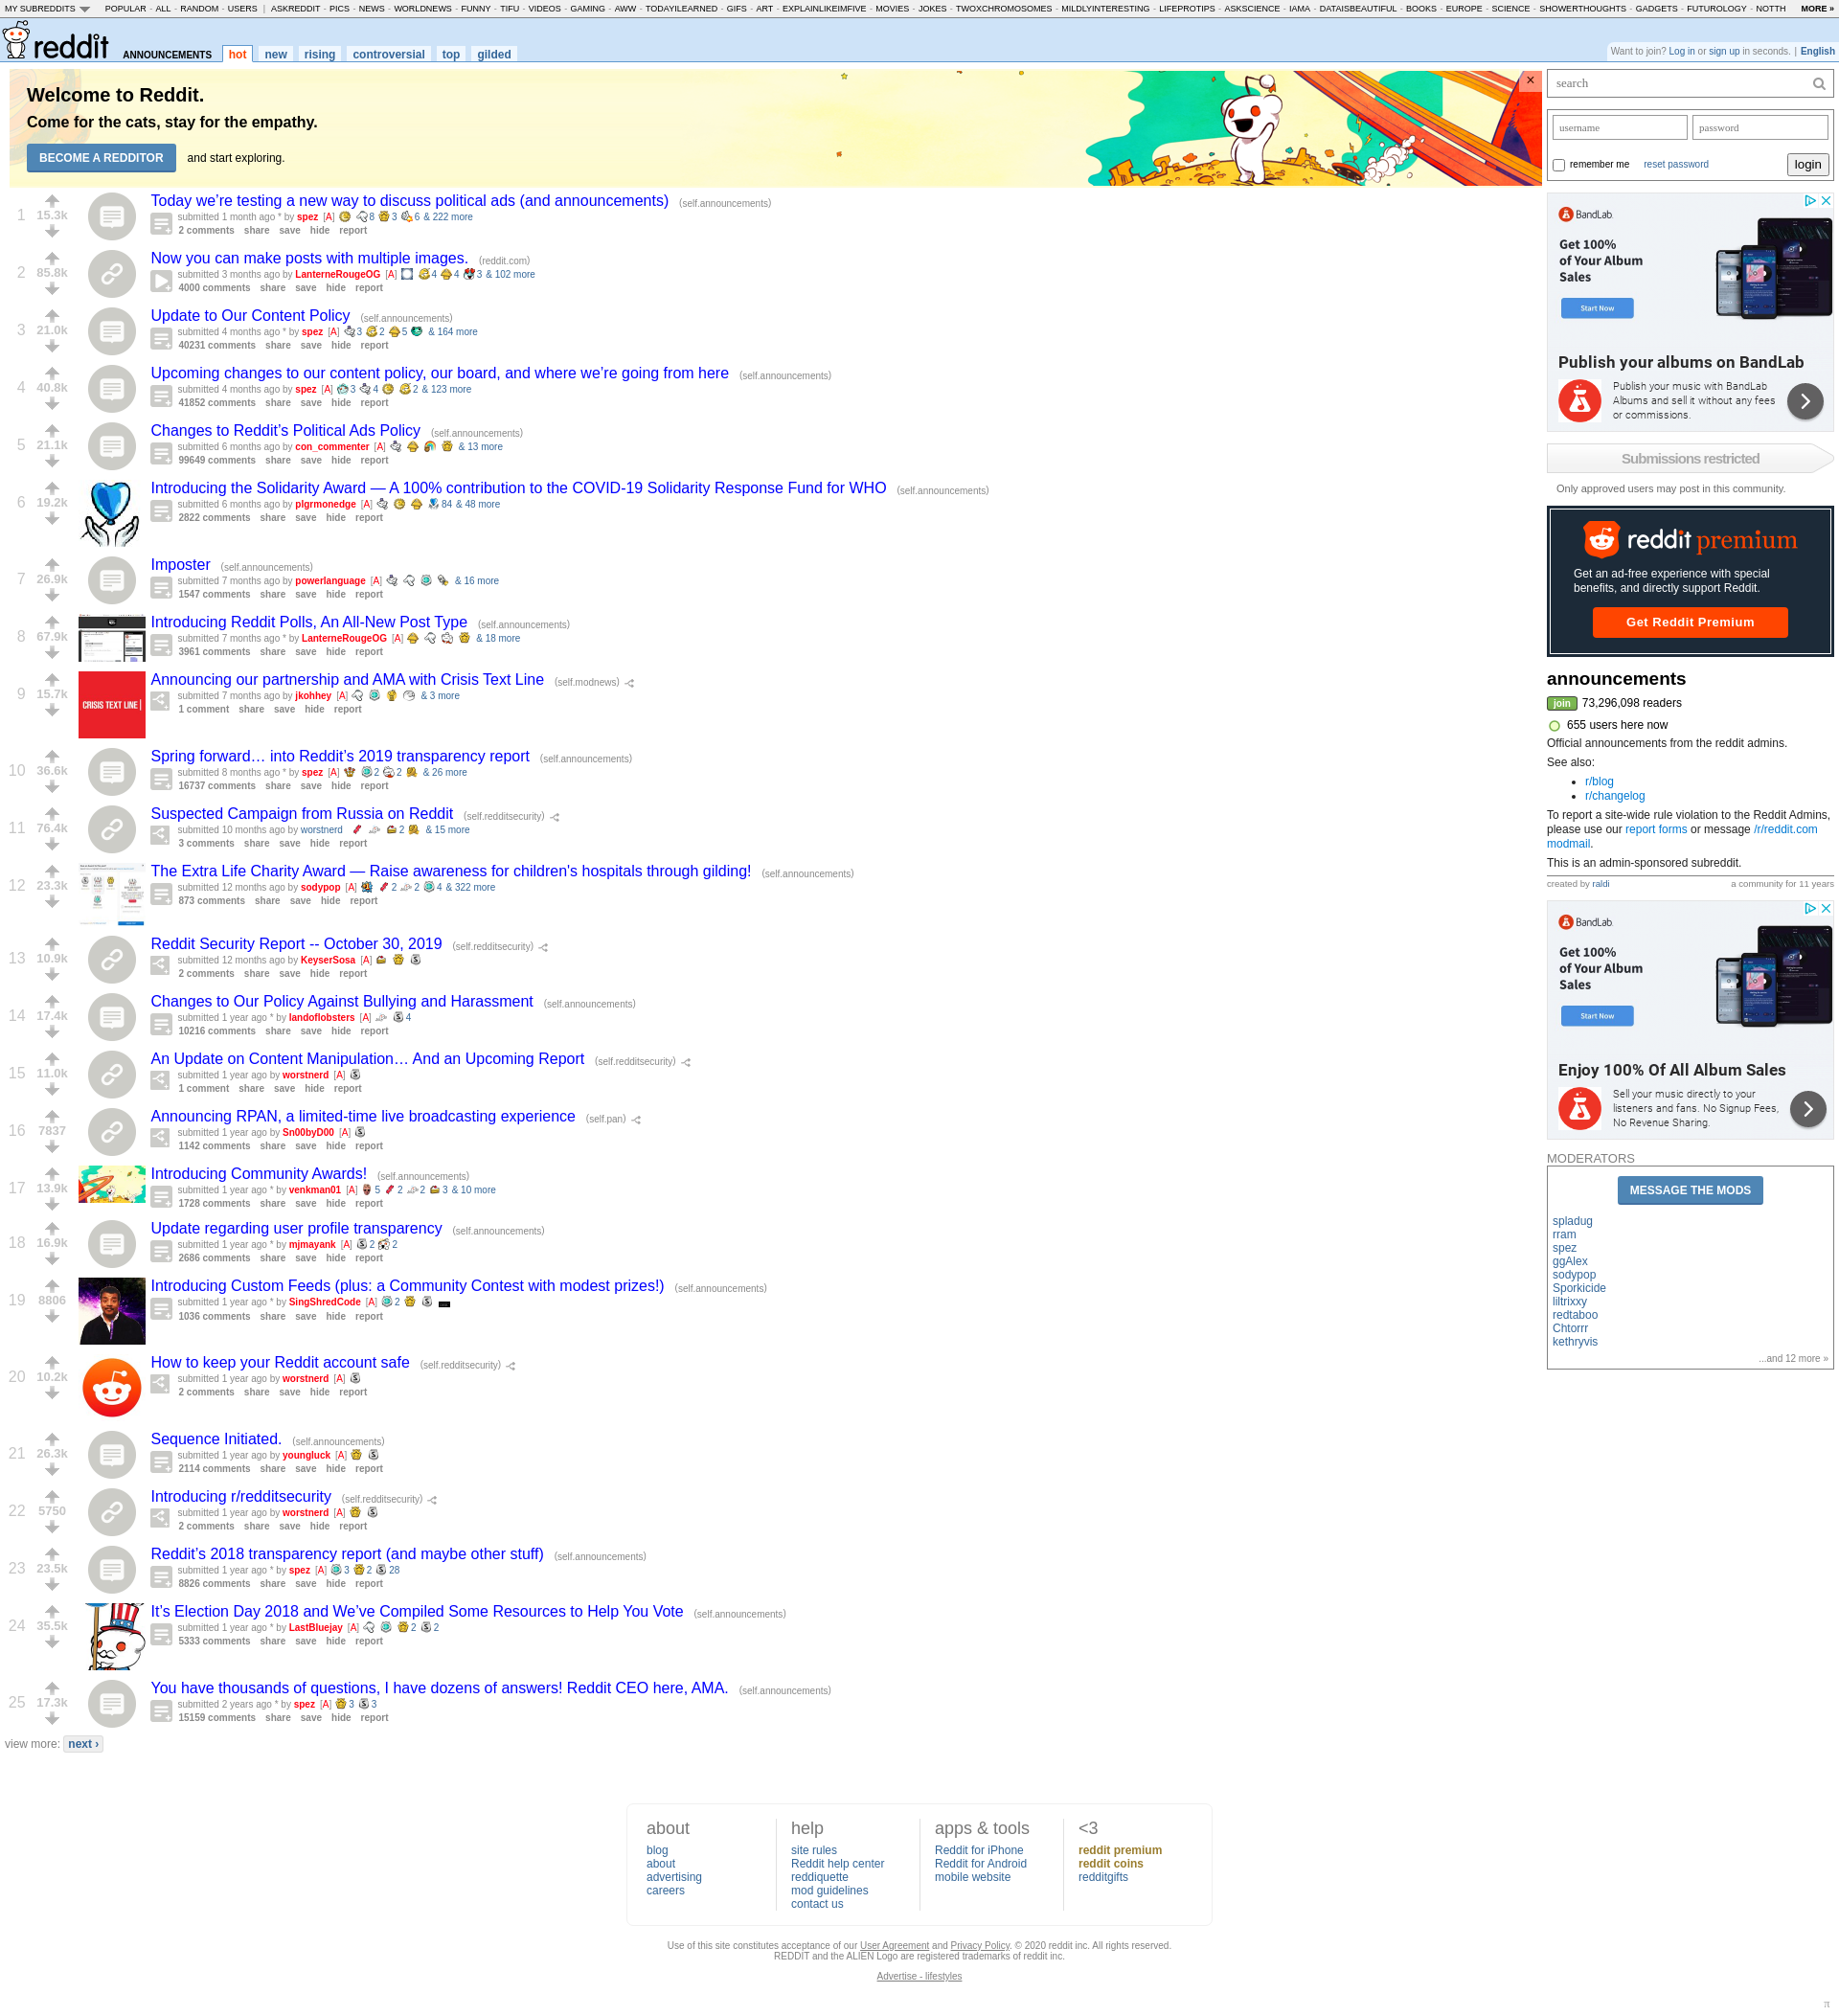 MY SUBREDDITS POPULAR - ALL - RANDOM - USERS | ASKREDDIT - PICS - NEWS - WORLDNEWS - FUNNY - TIFU - VIDEOS - GAMING - AWW - TODAYILEARNED - GIFS - ART - EXPLAINLIKEIMFIVE - MOVIES - JOKES - TWOXCHROMOSOMES - MILDLYINTERESTING - LIFEPROTIPS - ASKSCIENCE - IAMA - DATAISBEAUTIFUL - BOOKS - EUROPE - SCIENCE - SHOWERTHOUGHTS - GADGETS - FUTUROLOGY - NOTTH MORE »
reddit ANNOUNCEMENTS hot new rising controversial top gilded
Want to join? Log in or sign up in seconds. | English
Welcome to Reddit.
Come for the cats, stay for the empathy.
BECOME A REDDITOR and start exploring.
×
1
15.3k
Today we’re testing a new way to discuss political ads (and announcements) (self.announcements)
submitted 1 month ago * by spez [A] 8 3 6 & 222 more
2 comments share save hide report
2
85.8k
Now you can make posts with multiple images. (reddit.com)
submitted 3 months ago by LanterneRougeOG [A] 4 4 3 & 102 more
4000 comments share save hide report
3
21.0k
Update to Our Content Policy (self.announcements)
submitted 4 months ago * by spez [A] 3 2 5 & 164 more
40231 comments share save hide report
4
40.8k
Upcoming changes to our content policy, our board, and where we’re going from here (self.announcements)
submitted 4 months ago by spez [A] 3 4 2 & 123 more
41852 comments share save hide report
5
21.1k
Changes to Reddit’s Political Ads Policy (self.announcements)
submitted 6 months ago by con_commenter [A] & 13 more
99649 comments share save hide report
6
19.2k
Introducing the Solidarity Award — A 100% contribution to the COVID-19 Solidarity Response Fund for WHO (self.announcements)
submitted 6 months ago by plgrmonedge [A] 84 & 48 more
2822 comments share save hide report
7
26.9k
Imposter (self.announcements)
submitted 7 months ago by powerlanguage [A] & 16 more
1547 comments share save hide report
8
67.9k
Introducing Reddit Polls, An All-New Post Type (self.announcements)
submitted 7 months ago * by LanterneRougeOG [A] & 18 more
3961 comments share save hide report
9
15.7k
CRISIS TEXT LINE|
Announcing our partnership and AMA with Crisis Text Line (self.modnews)
submitted 7 months ago by jkohhey [A] & 3 more
1 comment share save hide report
10
36.6k
Spring forward… into Reddit’s 2019 transparency report (self.announcements)
submitted 8 months ago * by spez [A] 2 2 & 26 more
16737 comments share save hide report
11
76.4k
Suspected Campaign from Russia on Reddit (self.redditsecurity)
submitted 10 months ago by worstnerd 2 & 15 more
3 comments share save hide report
12
23.3k
The Extra Life Charity Award — Raise awareness for children's hospitals through gilding! (self.announcements)
submitted 12 months ago by sodypop [A] 2 2 4 & 322 more
873 comments share save hide report
13
10.9k
Reddit Security Report -- October 30, 2019 (self.redditsecurity)
submitted 12 months ago by KeyserSosa [A]
2 comments share save hide report
14
17.4k
Changes to Our Policy Against Bullying and Harassment (self.announcements)
submitted 1 year ago * by landoflobsters [A] 4
10216 comments share save hide report
15
11.0k
An Update on Content Manipulation… And an Upcoming Report (self.redditsecurity)
submitted 1 year ago by worstnerd [A]
1 comment share save hide report
16
7837
Announcing RPAN, a limited-time live broadcasting experience (self.pan)
submitted 1 year ago by Sn00byD00 [A]
1142 comments share save hide report
17
13.9k
Introducing Community Awards! (self.announcements)
submitted 1 year ago * by venkman01 [A] 5 2 2 3 & 10 more
1728 comments share save hide report
18
16.9k
Update regarding user profile transparency (self.announcements)
submitted 1 year ago * by mjmayank [A] 2 2
2686 comments share save hide report
19
8806
Introducing Custom Feeds (plus: a Community Contest with modest prizes!) (self.announcements)
submitted 1 year ago * by SingShredCode [A] 2
1036 comments share save hide report
20
10.2k
How to keep your Reddit account safe (self.redditsecurity)
submitted 1 year ago by worstnerd [A]
2 comments share save hide report
21
26.3k
Sequence Initiated. (self.announcements)
submitted 1 year ago by youngluck [A]
2114 comments share save hide report
22
5750
Introducing r/redditsecurity (self.redditsecurity)
submitted 1 year ago by worstnerd [A]
2 comments share save hide report
23
23.5k
Reddit’s 2018 transparency report (and maybe other stuff) (self.announcements)
submitted 1 year ago * by spez [A] 3 2 28
8826 comments share save hide report
24
35.5k
It’s Election Day 2018 and We’ve Compiled Some Resources to Help You Vote (self.announcements)
submitted 1 year ago * by LastBluejay [A] 2 2
5333 comments share save hide report
25
17.3k
You have thousands of questions, I have dozens of answers! Reddit CEO here, AMA. (self.announcements)
submitted 2 years ago * by spez [A] 3 3
15159 comments share save hide report
view more: next ›
search
username password
remember me reset password login
BandLab
Get 100%
of Your Album
Sales
Start Now
Publish your albums on BandLab
Publish your music with BandLab
Albums and sell it without any fees
or commissions.
Submissions restricted
Only approved users may post in this community.
reddit premium
Get an ad-free experience with special
benefits, and directly support Reddit.
Get Reddit Premium
announcements
join 73,296,098 readers
655 users here now
Official announcements from the reddit admins.
See also:
• r/blog
• r/changelog
To report a site-wide rule violation to the Reddit Admins,
please use our report forms or message /r/reddit.com
modmail.
This is an admin-sponsored subreddit.
created by raldi a community for 11 years
BandLab
Get 100%
of Your Album
Sales
Start Now
Enjoy 100% Of All Album Sales
Sell your music directly to your
listeners and fans. No Signup Fees,
No Revenue Sharing.
MODERATORS
MESSAGE THE MODS
spladug
rram
spez
ggAlex
sodypop
Sporkicide
liltrixxy
redtaboo
Chtorrr
kethryvis
...and 12 more »
about
blog
about
advertising
careers
help
site rules
Reddit help center
reddiquette
mod guidelines
contact us
apps & tools
Reddit for iPhone
Reddit for Android
mobile website
<3
reddit premium
reddit coins
redditgifts
Use of this site constitutes acceptance of our User Agreement and Privacy Policy. © 2020 reddit inc. All rights reserved.
REDDIT and the ALIEN Logo are registered trademarks of reddit inc.
Advertise - lifestyles
π